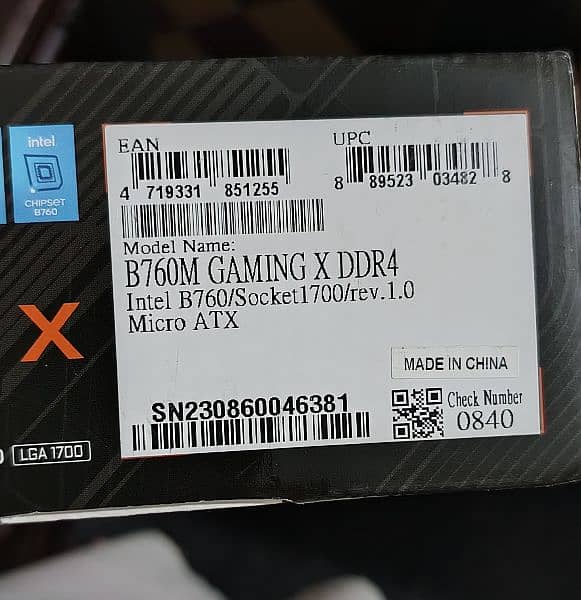 intel
CHIPSET
B760
X
LGA 1700
EAN
4 719331 851255
UPC
8 89523 03482 8
Model Name:
B760M GAMING X DDR4
Intel B760/Socket1700/rev.1.0
Micro ATX
MADE IN CHINA
SN230860046381
Check Number
0840